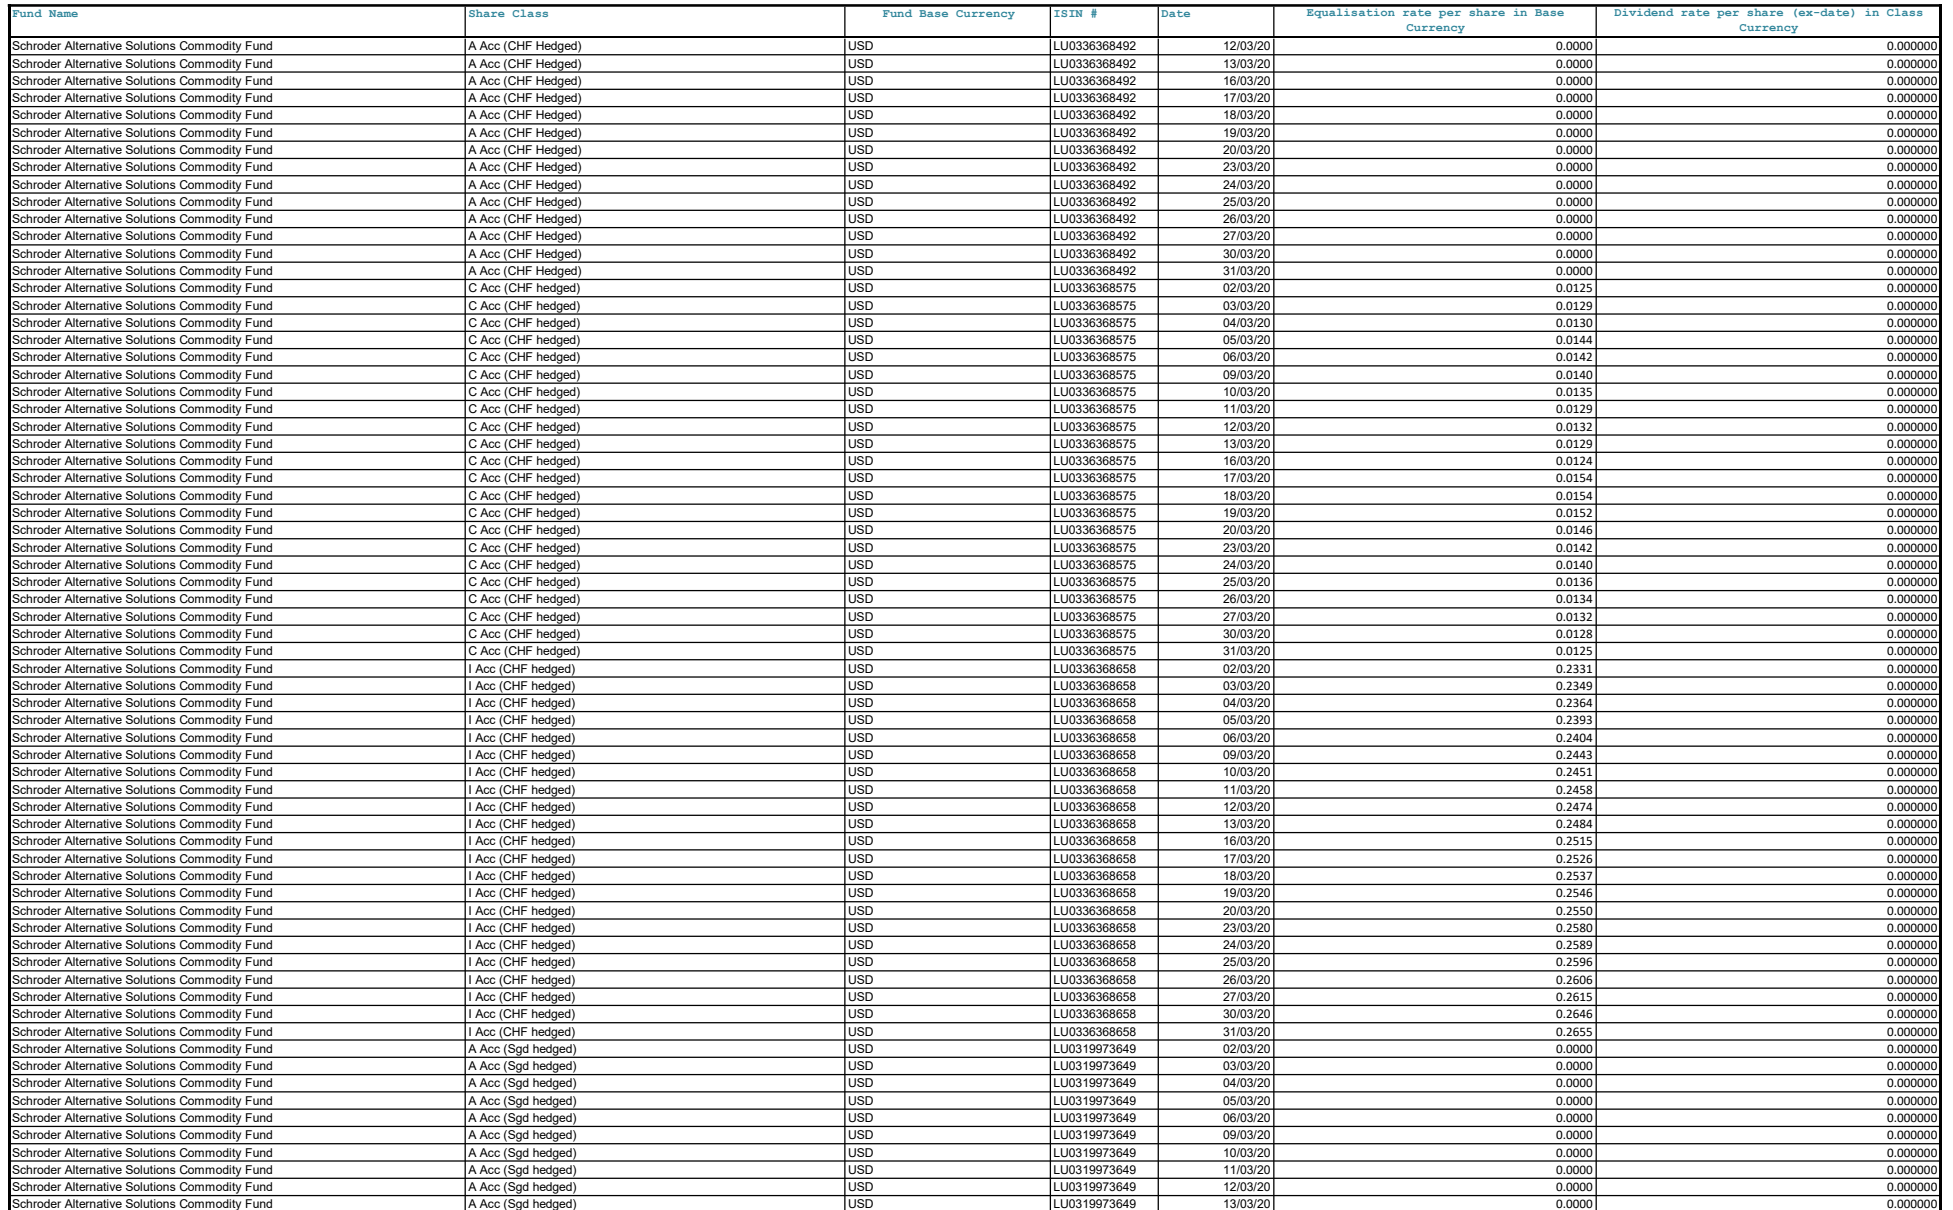 Fund Name Share Class Fund Base Currency ISIN # Date Equalisation rate per share in Base Currency Dividend rate per share (ex-date) in Class Currency
Schroder Alternative Solutions Commodity Fund A Acc (CHF Hedged) USD LU0336368492 12/03/20 0.0000 0.000000
Schroder Alternative Solutions Commodity Fund A Acc (CHF Hedged) USD LU0336368492 13/03/20 0.0000 0.000000
Schroder Alternative Solutions Commodity Fund A Acc (CHF Hedged) USD LU0336368492 16/03/20 0.0000 0.000000
Schroder Alternative Solutions Commodity Fund A Acc (CHF Hedged) USD LU0336368492 17/03/20 0.0000 0.000000
Schroder Alternative Solutions Commodity Fund A Acc (CHF Hedged) USD LU0336368492 18/03/20 0.0000 0.000000
Schroder Alternative Solutions Commodity Fund A Acc (CHF Hedged) USD LU0336368492 19/03/20 0.0000 0.000000
Schroder Alternative Solutions Commodity Fund A Acc (CHF Hedged) USD LU0336368492 20/03/20 0.0000 0.000000
Schroder Alternative Solutions Commodity Fund A Acc (CHF Hedged) USD LU0336368492 23/03/20 0.0000 0.000000
Schroder Alternative Solutions Commodity Fund A Acc (CHF Hedged) USD LU0336368492 24/03/20 0.0000 0.000000
Schroder Alternative Solutions Commodity Fund A Acc (CHF Hedged) USD LU0336368492 25/03/20 0.0000 0.000000
Schroder Alternative Solutions Commodity Fund A Acc (CHF Hedged) USD LU0336368492 26/03/20 0.0000 0.000000
Schroder Alternative Solutions Commodity Fund A Acc (CHF Hedged) USD LU0336368492 27/03/20 0.0000 0.000000
Schroder Alternative Solutions Commodity Fund A Acc (CHF Hedged) USD LU0336368492 30/03/20 0.0000 0.000000
Schroder Alternative Solutions Commodity Fund A Acc (CHF Hedged) USD LU0336368492 31/03/20 0.0000 0.000000
Schroder Alternative Solutions Commodity Fund C Acc (CHF hedged) USD LU0336368575 02/03/20 0.0125 0.000000
Schroder Alternative Solutions Commodity Fund C Acc (CHF hedged) USD LU0336368575 03/03/20 0.0129 0.000000
Schroder Alternative Solutions Commodity Fund C Acc (CHF hedged) USD LU0336368575 04/03/20 0.0130 0.000000
Schroder Alternative Solutions Commodity Fund C Acc (CHF hedged) USD LU0336368575 05/03/20 0.0144 0.000000
Schroder Alternative Solutions Commodity Fund C Acc (CHF hedged) USD LU0336368575 06/03/20 0.0142 0.000000
Schroder Alternative Solutions Commodity Fund C Acc (CHF hedged) USD LU0336368575 09/03/20 0.0140 0.000000
Schroder Alternative Solutions Commodity Fund C Acc (CHF hedged) USD LU0336368575 10/03/20 0.0135 0.000000
Schroder Alternative Solutions Commodity Fund C Acc (CHF hedged) USD LU0336368575 11/03/20 0.0129 0.000000
Schroder Alternative Solutions Commodity Fund C Acc (CHF hedged) USD LU0336368575 12/03/20 0.0132 0.000000
Schroder Alternative Solutions Commodity Fund C Acc (CHF hedged) USD LU0336368575 13/03/20 0.0129 0.000000
Schroder Alternative Solutions Commodity Fund C Acc (CHF hedged) USD LU0336368575 16/03/20 0.0124 0.000000
Schroder Alternative Solutions Commodity Fund C Acc (CHF hedged) USD LU0336368575 17/03/20 0.0154 0.000000
Schroder Alternative Solutions Commodity Fund C Acc (CHF hedged) USD LU0336368575 18/03/20 0.0154 0.000000
Schroder Alternative Solutions Commodity Fund C Acc (CHF hedged) USD LU0336368575 19/03/20 0.0152 0.000000
Schroder Alternative Solutions Commodity Fund C Acc (CHF hedged) USD LU0336368575 20/03/20 0.0146 0.000000
Schroder Alternative Solutions Commodity Fund C Acc (CHF hedged) USD LU0336368575 23/03/20 0.0142 0.000000
Schroder Alternative Solutions Commodity Fund C Acc (CHF hedged) USD LU0336368575 24/03/20 0.0140 0.000000
Schroder Alternative Solutions Commodity Fund C Acc (CHF hedged) USD LU0336368575 25/03/20 0.0136 0.000000
Schroder Alternative Solutions Commodity Fund C Acc (CHF hedged) USD LU0336368575 26/03/20 0.0134 0.000000
Schroder Alternative Solutions Commodity Fund C Acc (CHF hedged) USD LU0336368575 27/03/20 0.0132 0.000000
Schroder Alternative Solutions Commodity Fund C Acc (CHF hedged) USD LU0336368575 30/03/20 0.0128 0.000000
Schroder Alternative Solutions Commodity Fund C Acc (CHF hedged) USD LU0336368575 31/03/20 0.0125 0.000000
Schroder Alternative Solutions Commodity Fund I Acc (CHF hedged) USD LU0336368658 02/03/20 0.2331 0.000000
Schroder Alternative Solutions Commodity Fund I Acc (CHF hedged) USD LU0336368658 03/03/20 0.2349 0.000000
Schroder Alternative Solutions Commodity Fund I Acc (CHF hedged) USD LU0336368658 04/03/20 0.2364 0.000000
Schroder Alternative Solutions Commodity Fund I Acc (CHF hedged) USD LU0336368658 05/03/20 0.2393 0.000000
Schroder Alternative Solutions Commodity Fund I Acc (CHF hedged) USD LU0336368658 06/03/20 0.2404 0.000000
Schroder Alternative Solutions Commodity Fund I Acc (CHF hedged) USD LU0336368658 09/03/20 0.2443 0.000000
Schroder Alternative Solutions Commodity Fund I Acc (CHF hedged) USD LU0336368658 10/03/20 0.2451 0.000000
Schroder Alternative Solutions Commodity Fund I Acc (CHF hedged) USD LU0336368658 11/03/20 0.2458 0.000000
Schroder Alternative Solutions Commodity Fund I Acc (CHF hedged) USD LU0336368658 12/03/20 0.2474 0.000000
Schroder Alternative Solutions Commodity Fund I Acc (CHF hedged) USD LU0336368658 13/03/20 0.2484 0.000000
Schroder Alternative Solutions Commodity Fund I Acc (CHF hedged) USD LU0336368658 16/03/20 0.2515 0.000000
Schroder Alternative Solutions Commodity Fund I Acc (CHF hedged) USD LU0336368658 17/03/20 0.2526 0.000000
Schroder Alternative Solutions Commodity Fund I Acc (CHF hedged) USD LU0336368658 18/03/20 0.2537 0.000000
Schroder Alternative Solutions Commodity Fund I Acc (CHF hedged) USD LU0336368658 19/03/20 0.2546 0.000000
Schroder Alternative Solutions Commodity Fund I Acc (CHF hedged) USD LU0336368658 20/03/20 0.2550 0.000000
Schroder Alternative Solutions Commodity Fund I Acc (CHF hedged) USD LU0336368658 23/03/20 0.2580 0.000000
Schroder Alternative Solutions Commodity Fund I Acc (CHF hedged) USD LU0336368658 24/03/20 0.2589 0.000000
Schroder Alternative Solutions Commodity Fund I Acc (CHF hedged) USD LU0336368658 25/03/20 0.2596 0.000000
Schroder Alternative Solutions Commodity Fund I Acc (CHF hedged) USD LU0336368658 26/03/20 0.2606 0.000000
Schroder Alternative Solutions Commodity Fund I Acc (CHF hedged) USD LU0336368658 27/03/20 0.2615 0.000000
Schroder Alternative Solutions Commodity Fund I Acc (CHF hedged) USD LU0336368658 30/03/20 0.2646 0.000000
Schroder Alternative Solutions Commodity Fund I Acc (CHF hedged) USD LU0336368658 31/03/20 0.2655 0.000000
Schroder Alternative Solutions Commodity Fund A Acc (Sgd hedged) USD LU0319973649 02/03/20 0.0000 0.000000
Schroder Alternative Solutions Commodity Fund A Acc (Sgd hedged) USD LU0319973649 03/03/20 0.0000 0.000000
Schroder Alternative Solutions Commodity Fund A Acc (Sgd hedged) USD LU0319973649 04/03/20 0.0000 0.000000
Schroder Alternative Solutions Commodity Fund A Acc (Sgd hedged) USD LU0319973649 05/03/20 0.0000 0.000000
Schroder Alternative Solutions Commodity Fund A Acc (Sgd hedged) USD LU0319973649 06/03/20 0.0000 0.000000
Schroder Alternative Solutions Commodity Fund A Acc (Sgd hedged) USD LU0319973649 09/03/20 0.0000 0.000000
Schroder Alternative Solutions Commodity Fund A Acc (Sgd hedged) USD LU0319973649 10/03/20 0.0000 0.000000
Schroder Alternative Solutions Commodity Fund A Acc (Sgd hedged) USD LU0319973649 11/03/20 0.0000 0.000000
Schroder Alternative Solutions Commodity Fund A Acc (Sgd hedged) USD LU0319973649 12/03/20 0.0000 0.000000
Schroder Alternative Solutions Commodity Fund A Acc (Sgd hedged) USD LU0319973649 13/03/20 0.0000 0.000000